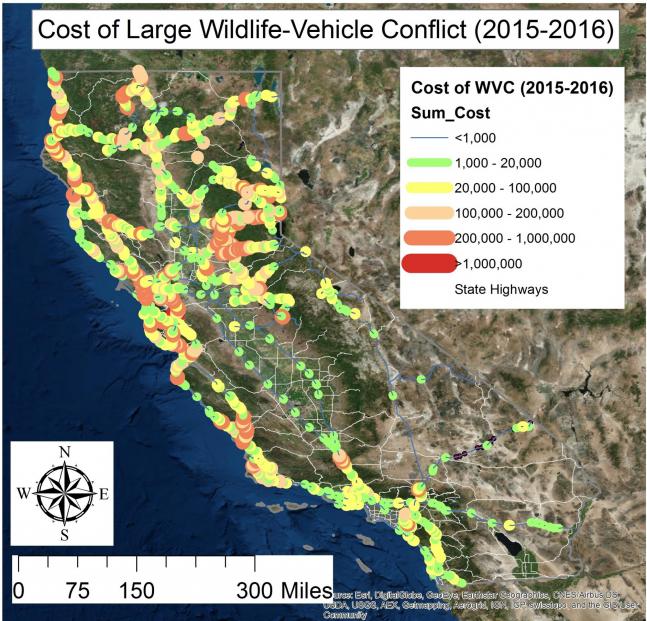 Cost of Large Wildlife-Vehicle Conflict (2015-2016)
Cost of WVC (2015-2016)
Sum_Cost
<1,000
1,000 - 20,000
20,000 - 100,000
100,000 - 200,000
200,000 - 1,000,000
>1,000,000
State Highways
N
W E
S
0 75 150 300 Miles
Esri, DigitalGlobe, GeoEye, Earthstar Geographics, CNES/Airbus DS,
USDA, USGS, AEX, Getmapping, Aerogrid, IGN, IGP, swisstopo, and the GIS User
Community